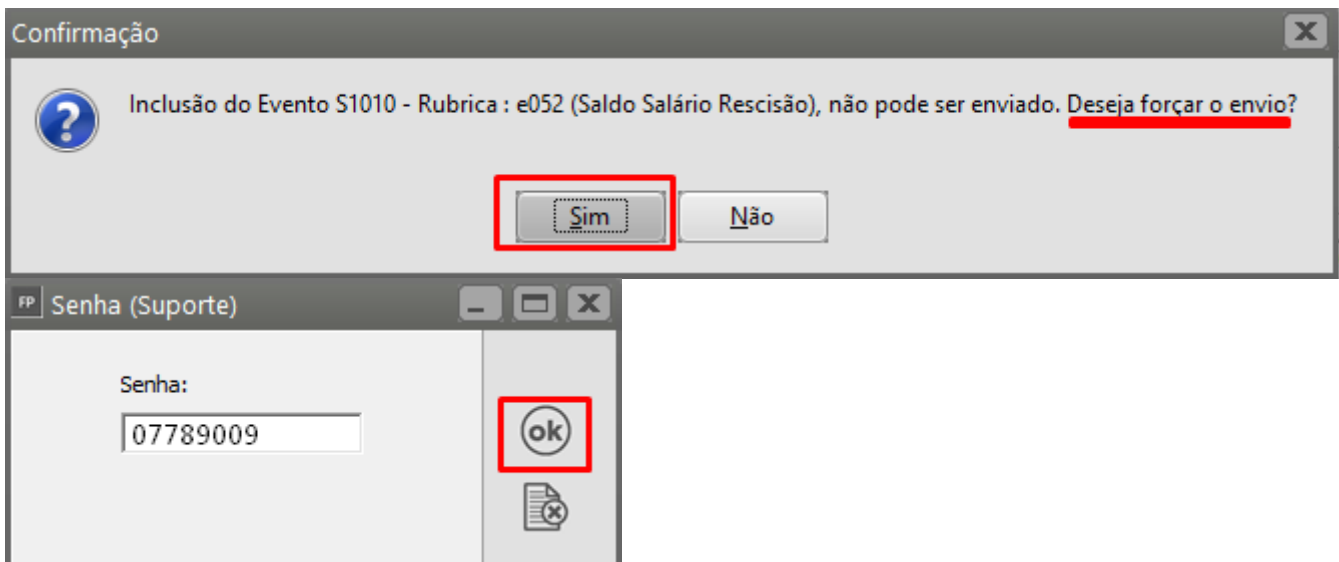 Confirmação
Inclusão do Evento S1010 - Rubrica : e052 (Saldo Salário Rescisão), não pode ser enviado. Deseja forçar o envio?
Sim
Não
FP Senha (Suporte)
Senha:
07789009
ok